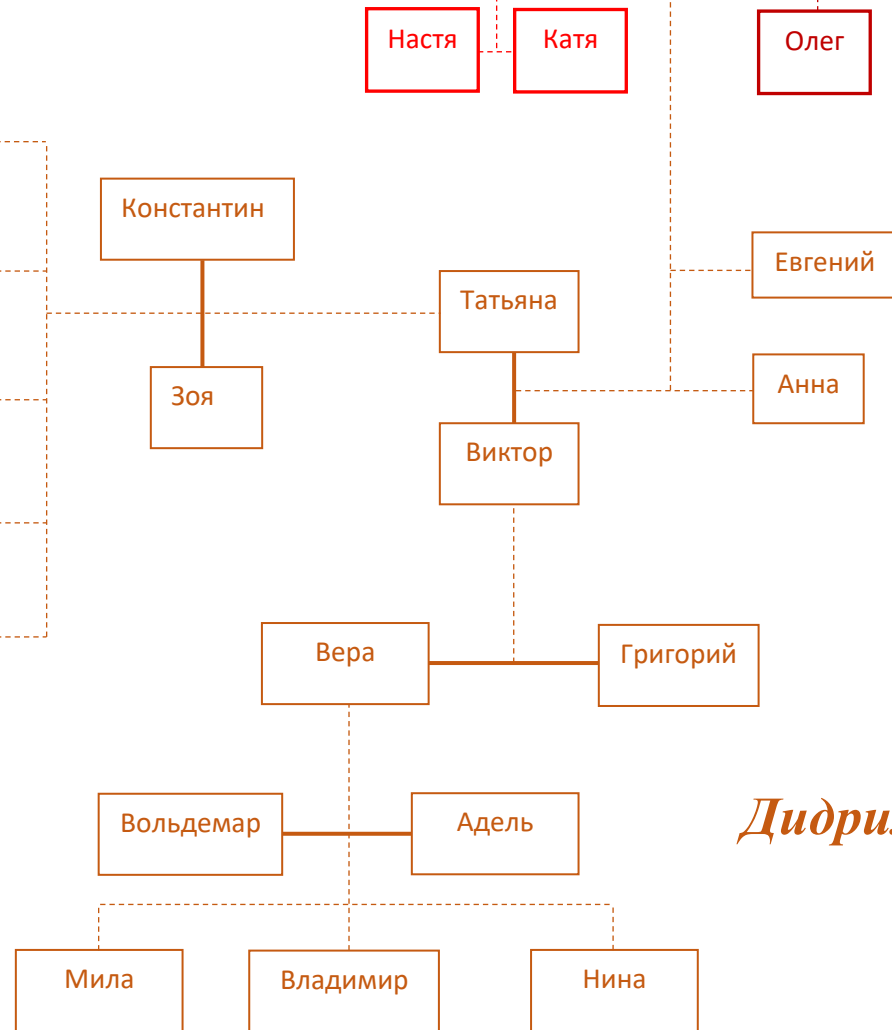 Настя
Катя
Олег
Константин
Евгений
Татьяна
Зоя
Анна
Виктор
Вера
Григорий
Вольдемар
Адель
Мила
Владимир
Нина